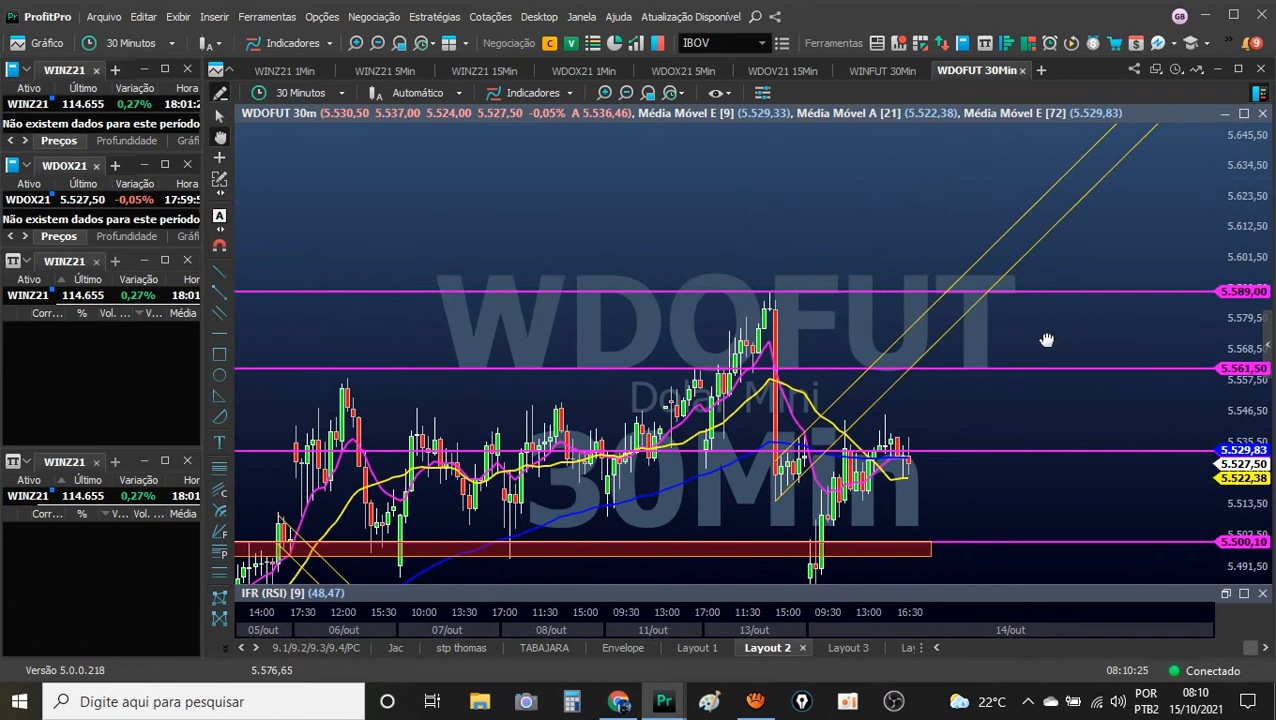 ProfitPro Arquivo Editar Exibir Inserir Ferramentas Opções Negociação Estratégias Cotações Desktop Janela Ajuda Atualização Disponível GB
Gráfico 30 Minutos Indicadores Negociação C V IBOV Ferramentas 9
WINZ21 WINZ21 1Min WINZ21 5Min WINZ21 15Min WDOX21 1Min WDOX21 5Min WDOV21 15Min WINFUT 30Min WDOFUT 30Min
Ativo Último Variação Hora
30 Minutos Automático Indicadores
WINZ21 114.655 0,27% 18:01:2
WDOFUT 30m (5.530,50 5.537,00 5.524,00 5.527,50 -0,05% A 5.536,46), Média Móvel E [9] (5.529,33), Média Móvel A [21] (5.522,38), Média Móvel E [72] (5.529,83)
Não existem dados para este período
Preços Profundidade Gráfi
WDOX21
Ativo Último Variação Hora
WDOX21 5.527,50 -0,05% 17:59:5
Não existem dados para este período
Preços Profundidade Gráfi
WINZ21
Ativo Último Variação Hora
WINZ21 114.655 0,27% 18:01
Corr... % Vol... Média
WINZ21
Ativo Último Variação Hora
WINZ21 114.655 0,27% 18:01
Corr... % V... Vol... Média
A
T
WDOFUT
Dolar Mini
30Min
5.645,50
5.634,50
5.623,50
5.612,50
5.601,50
5.589,00
5.579,50
5.568,50
5.561,50
5.557,50
5.546,50
5.535,50
5.529,83
5.527,50
5.522,38
5.513,50
5.500,10
5.491,50
IFR (RSI) [9] (48,47)
14:00 17:30 12:00 15:30 10:00 13:30 17:00 11:30 15:00 09:30 13:00 17:00 11:30 15:00 09:30 13:00 16:30
05/out 06/out 07/out 08/out 11/out 13/out 14/out
9.1/9.2/9.3/9.4/PC Jac stp thomas TABAJARA Envelope Layout 1 Layout 2 Layout 3 Lay
Versão 5.0.0.218 5.576,65 08:10:25 Conectado
Digite aqui para pesquisar 22°C POR 08:10
PTB2 15/10/2021